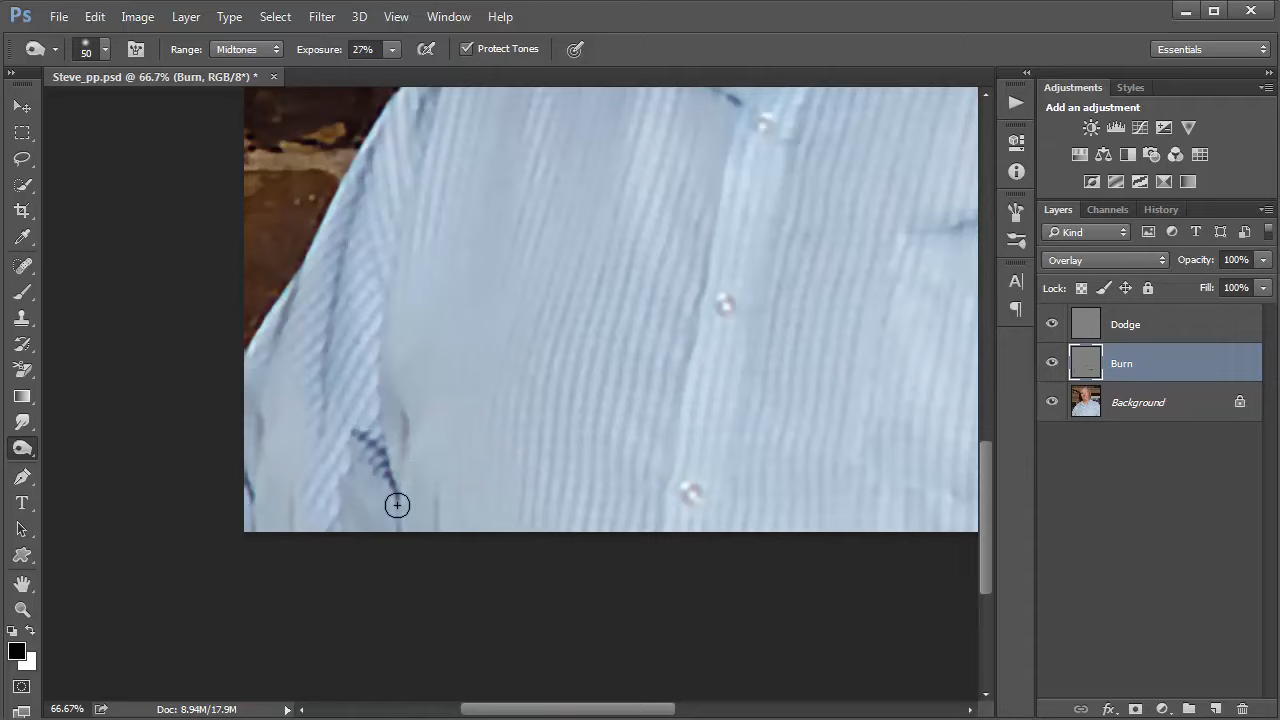 Ps File Edit Image Layer Type Select Filter 3D View Window Help
50 Range: Midtones Exposure: 27% Protect Tones Essentials
Steve_pp.psd @ 66.7% (Burn, RGB/8*) *
Adjustments Styles
Add an adjustment
Layers Channels History
Kind
Overlay Opacity: 100%
Lock: Fill: 100%
Dodge
Burn
Background
66.67% Doc: 8.94M/17.9M